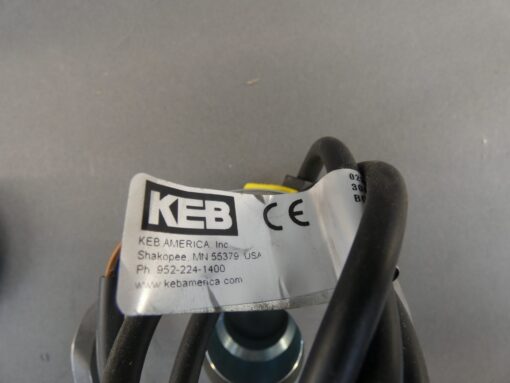 KEB CE
KEB AMERICA, Inc
Shakopee, MN 55379 USA
Ph. 952-224-1400
www.kebamerica.com